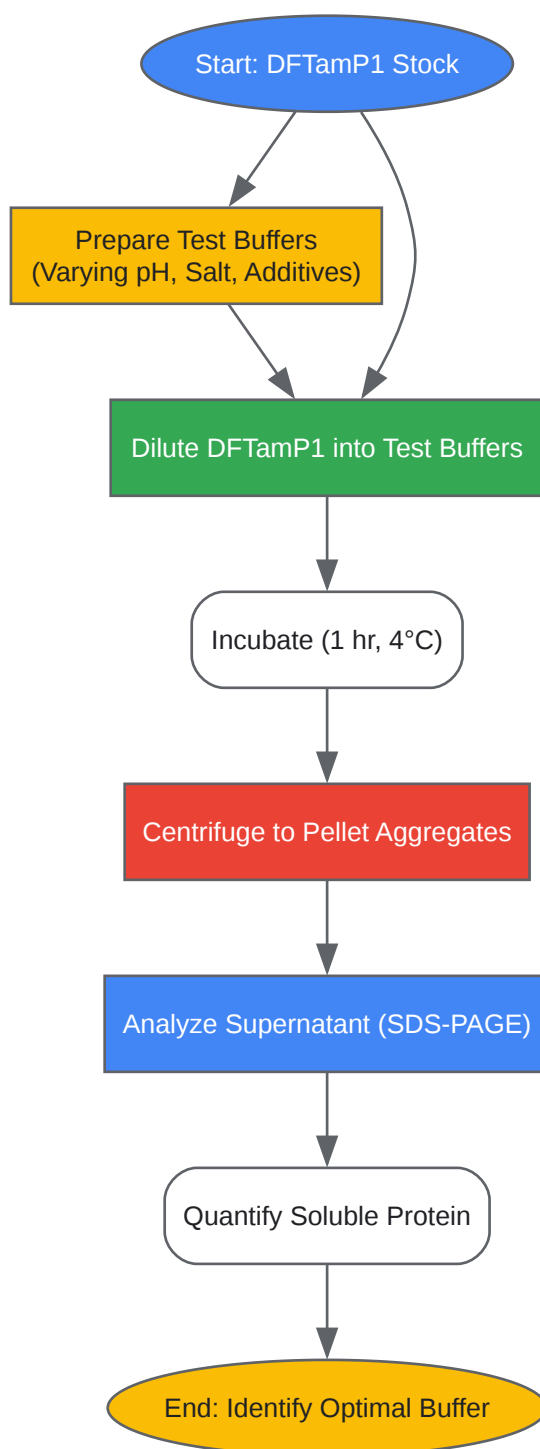 Start: DFTamP1 Stock
Prepare Test Buffers
(Varying pH, Salt, Additives)
Dilute DFTamP1 into Test Buffers
Incubate (1 hr, 4°C)
Centrifuge to Pellet Aggregates
Analyze Supernatant (SDS-PAGE)
Quantify Soluble Protein
End: Identify Optimal Buffer